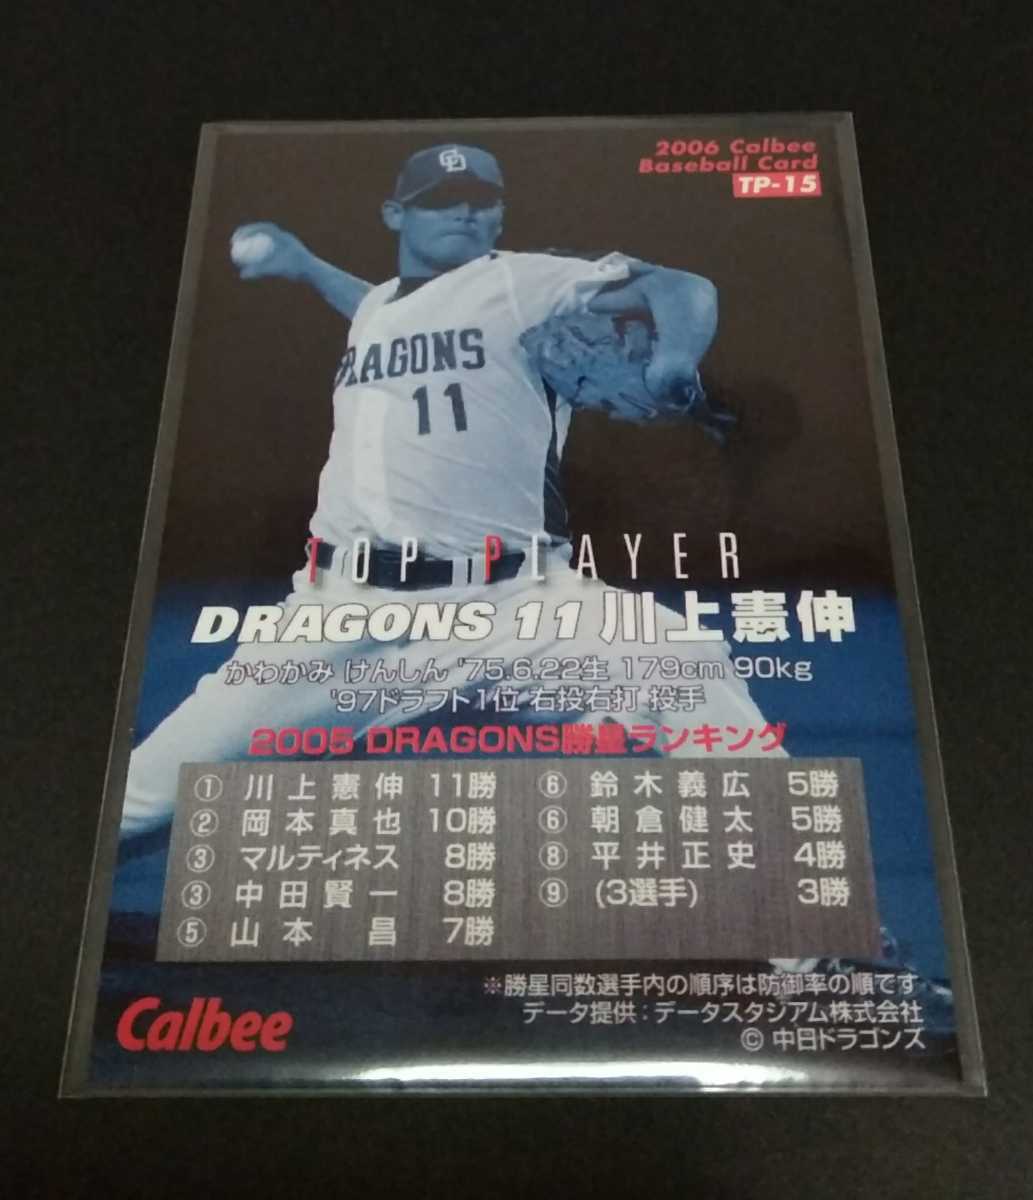 2006 Calbee
Baseball Card
TP-15
DRAGONS
11
TOP PLAYER
DRAGONS 11 川上憲伸
かわかみ けんしん '75.6.22生 179cm 90kg
'97ドラフト1位 右投右打 投手
2005 DRAGONS勝星ランキング
① 川上憲伸 11勝
② 岡本真也 10勝
③ マルティネス 8勝
③ 中田賢一 8勝
⑤ 山本 昌 7勝
⑥ 鈴木義広 5勝
⑥ 朝倉健太 5勝
⑧ 平井正史 4勝
⑨ (3選手) 3勝
※勝星同数選手内の順序は防御率の順です
データ提供:データスタジアム株式会社
© 中日ドラゴンズ
Calbee